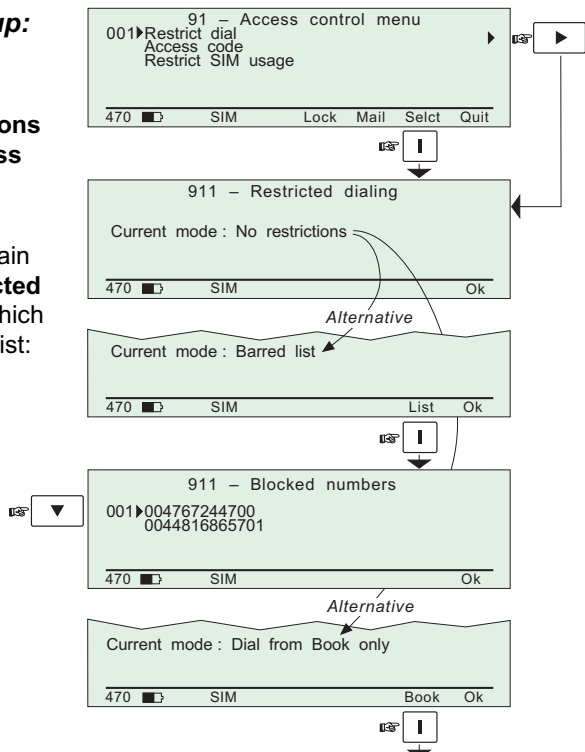 up:
ons
ss
ain
cted
hich
ist:
91 – Access control menu
001 Restrict dial
Access code
Restrict SIM usage
470 SIM Lock Mail Selct Quit
911 – Restricted dialing
Current mode : No restrictions
470 SIM Ok
Alternative
Current mode : Barred list
470 SIM List Ok
911 – Blocked numbers
001 004767244700
0044816865701
470 SIM Ok
Alternative
Current mode : Dial from Book only
470 SIM Book Ok